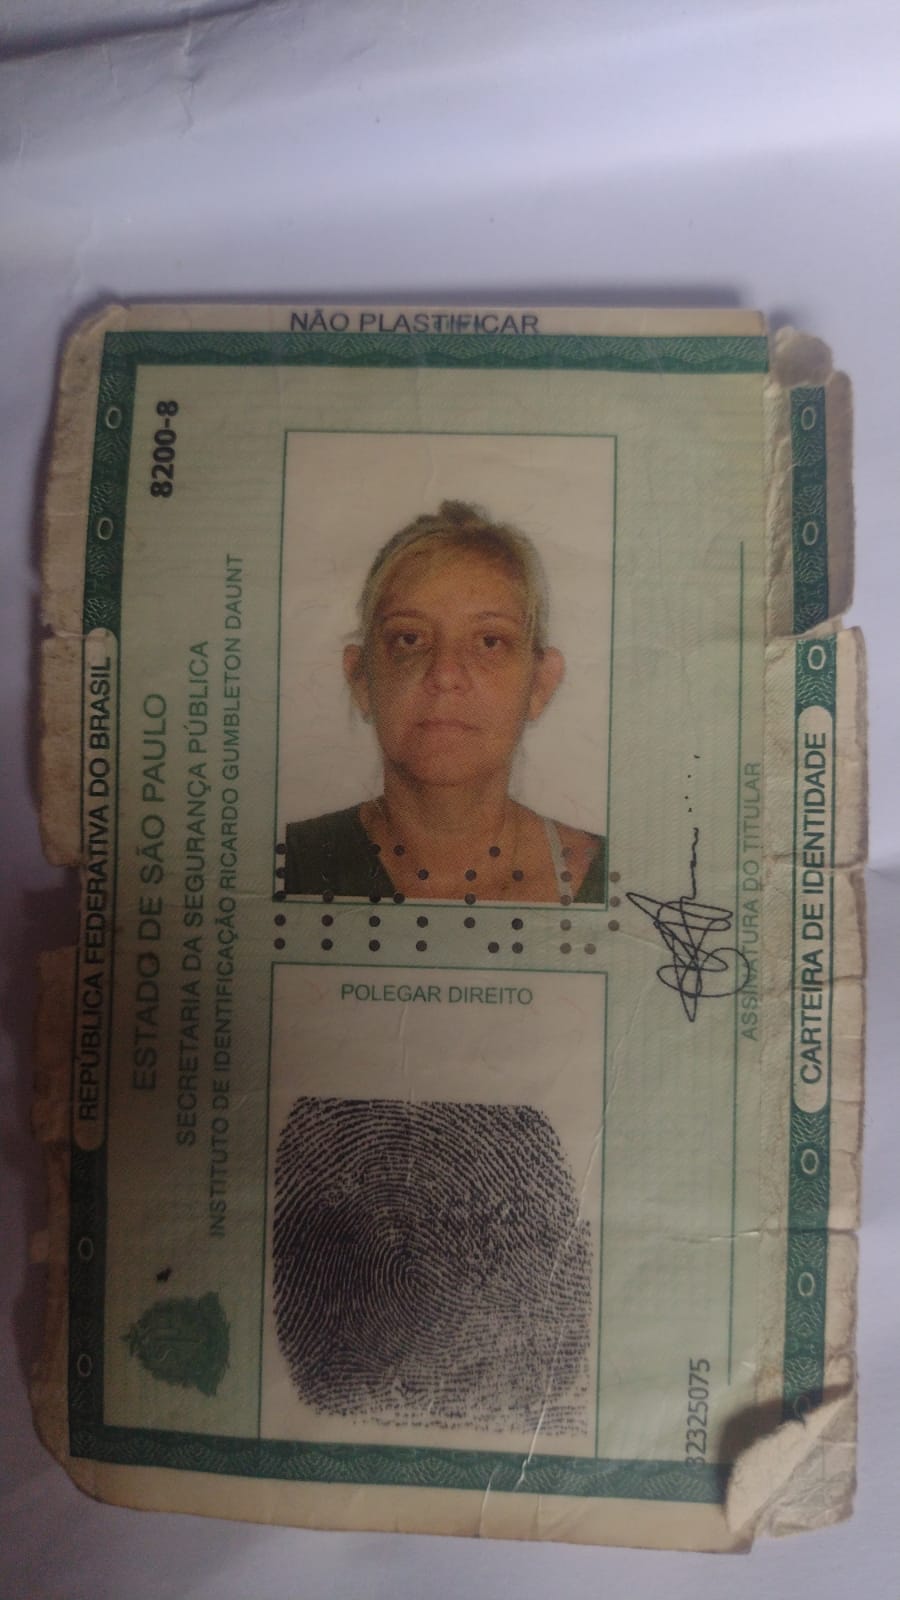 NÃO PLASTIFICAR
REPÚBLICA FEDERATIVA DO BRASIL
8200-8
ESTADO DE SÃO PAULO
SECRETARIA DA SEGURANÇA PÚBLICA
INSTITUTO DE IDENTIFICAÇÃO RICARDO GUMBLETON DAUNT
POLEGAR DIREITO
82325075
ASSINATURA DO TITULAR
CARTEIRA DE IDENTIDADE